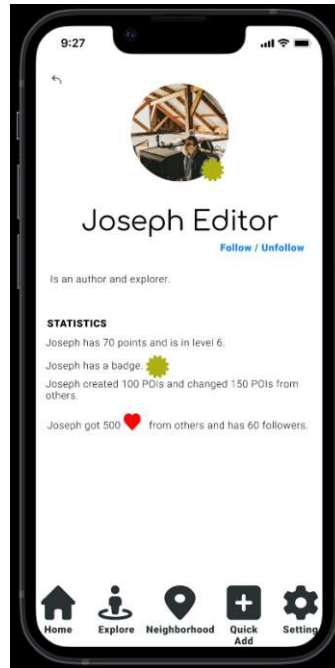 9:27
Joseph Editor
Follow / Unfollow
Is an author and explorer.
STATISTICS
Joseph has 70 points and is in level 6.
Joseph has a badge.
Joseph created 100 POIs and changed 150 POIs from
others.
Joseph got 500 from others and has 60 followers.
Home Explore Neighborhood Quick Setting
Add